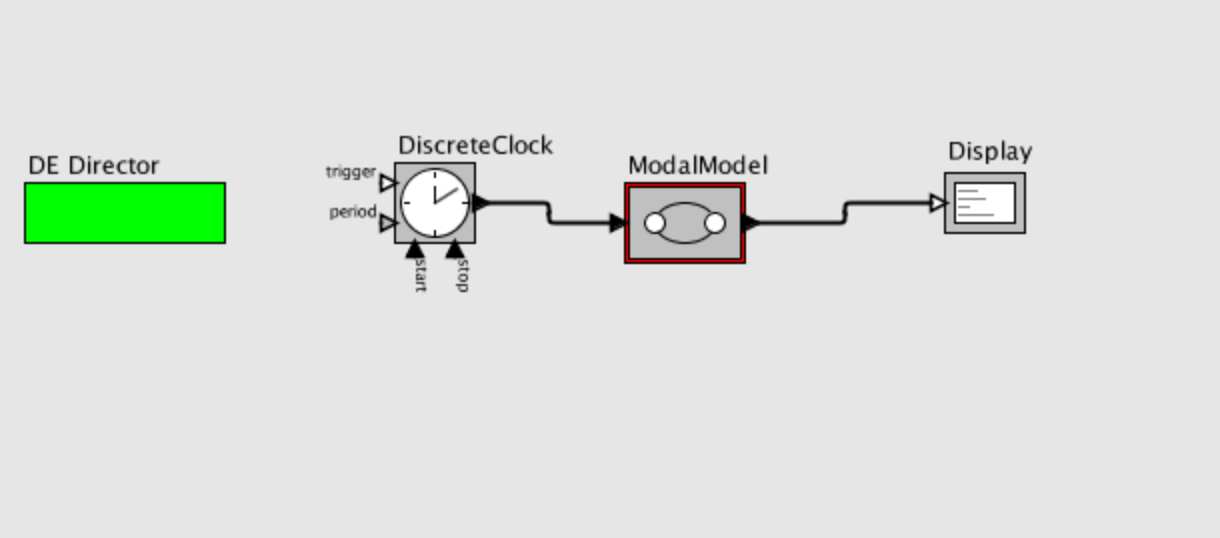 DE Director
DiscreteClock
trigger
period
start
stop
ModalModel
Display